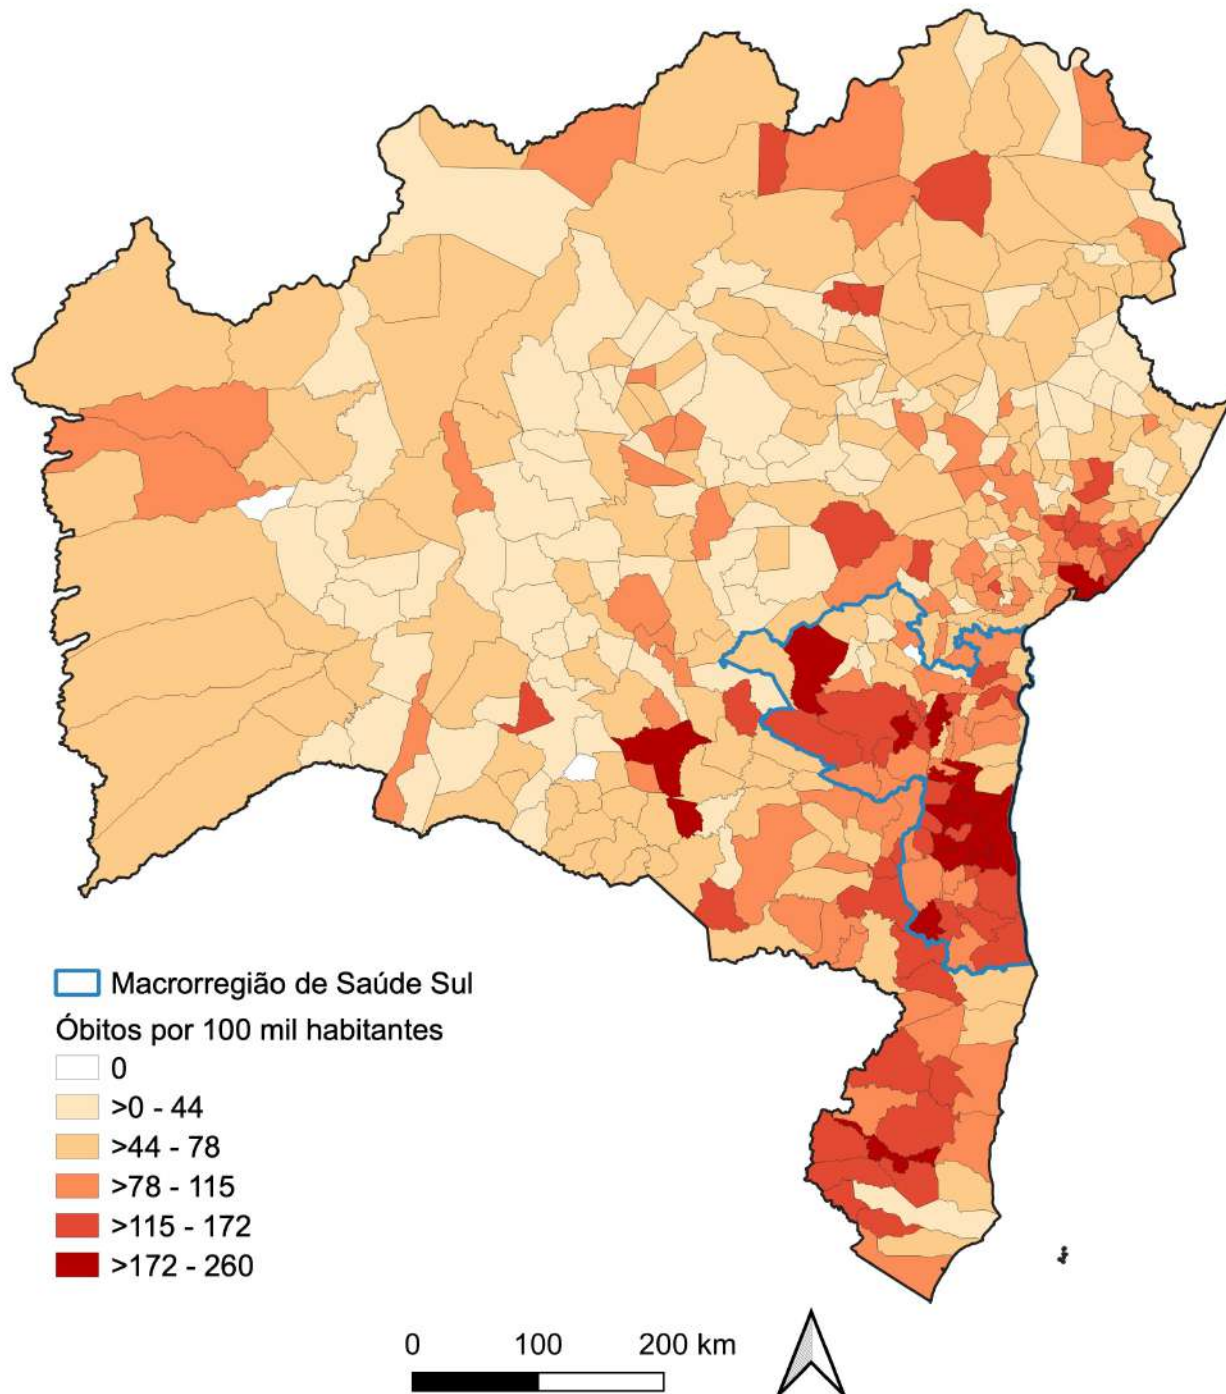 Macrorregião de Saúde Sul
Óbitos por 100 mil habitantes
0
>0 - 44
>44 - 78
>78 - 115
>115 - 172
>172 - 260
0 100 200 km